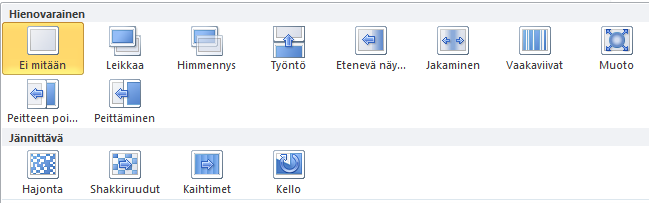 Hienovarainen
Ei mitään Leikkaa Himmennys Työntö Etenevä näy... Jakaminen Vaakaviivat Muoto
Peitteen poi... Peittäminen
Jännittävä
Hajonta Shakkiruudut Kaihtimet Kello